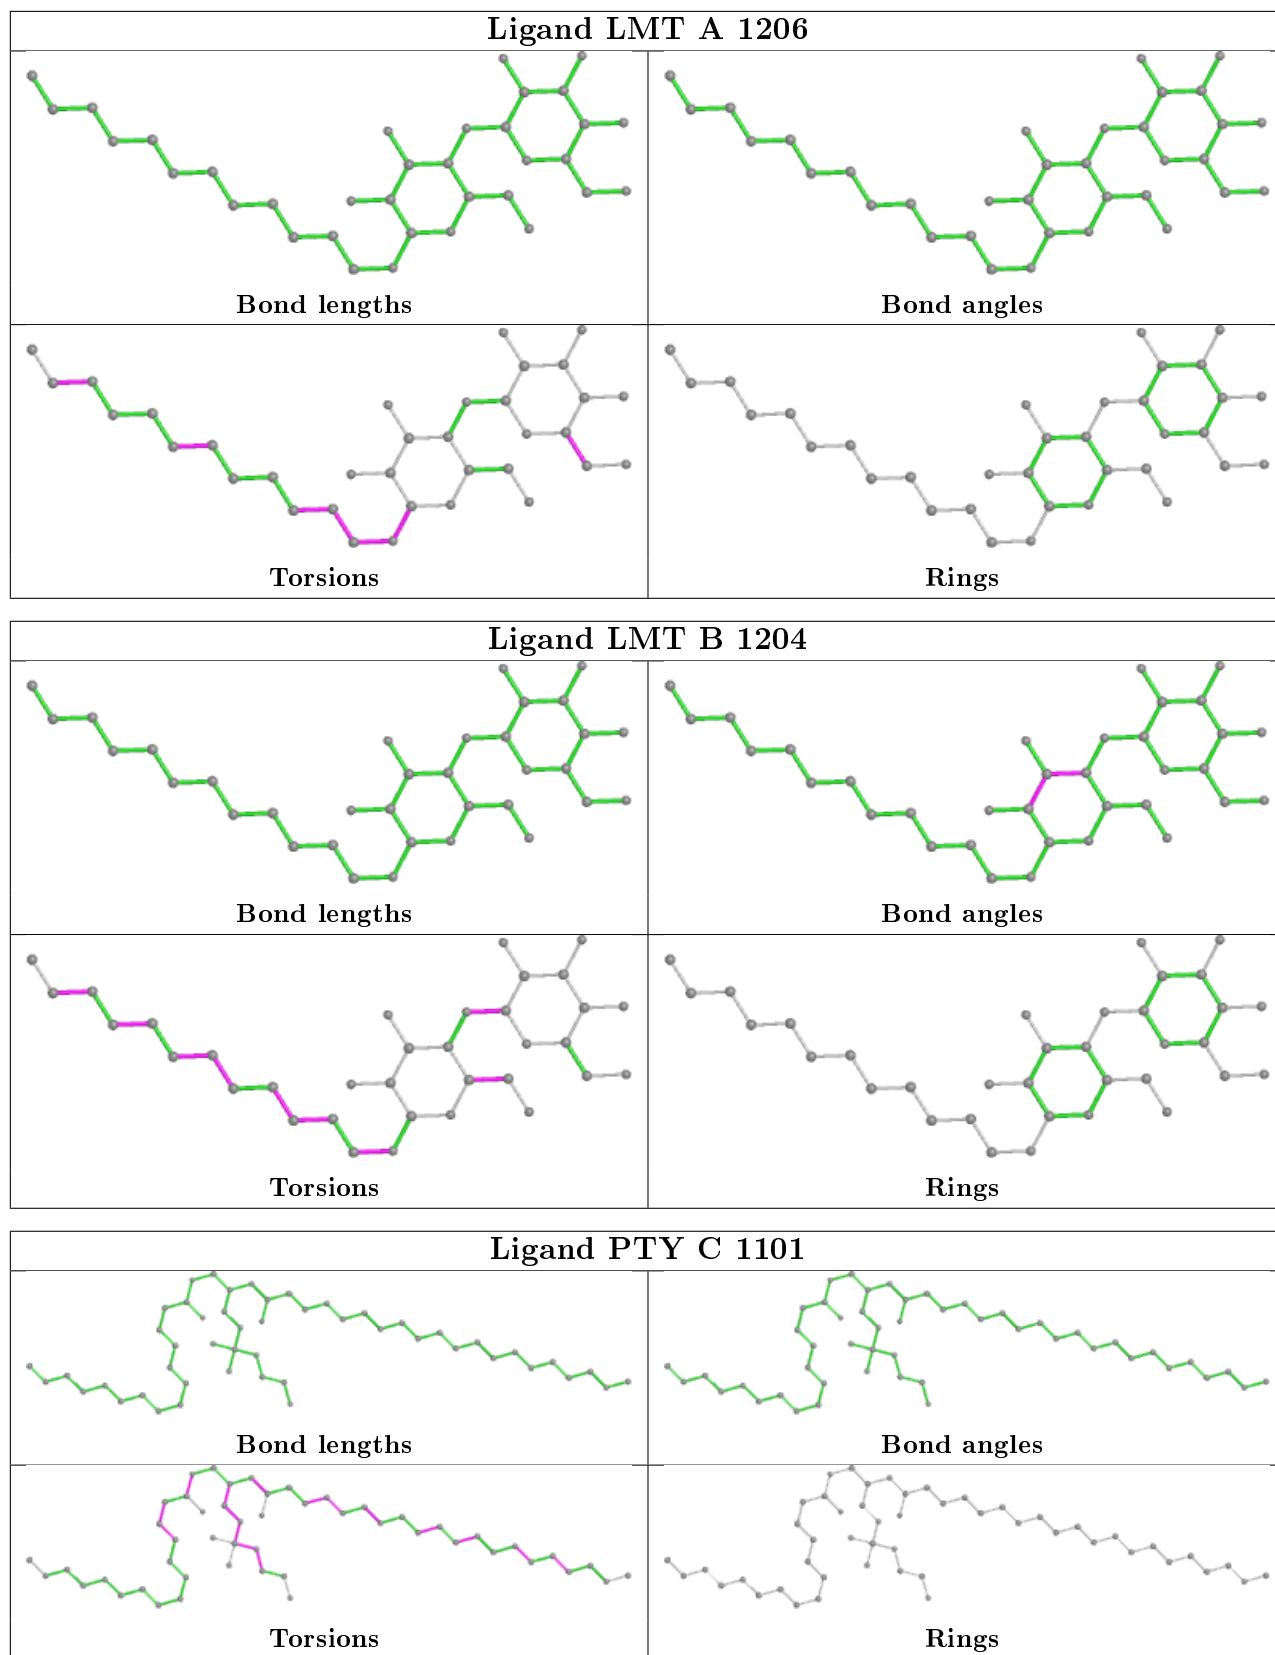 Ligand LMT A 1206
Bond lengths
Bond angles
Torsions
Rings
Ligand LMT B 1204
Bond lengths
Bond angles
Torsions
Rings
Ligand PTY C 1101
Bond lengths
Bond angles
Torsions
Rings